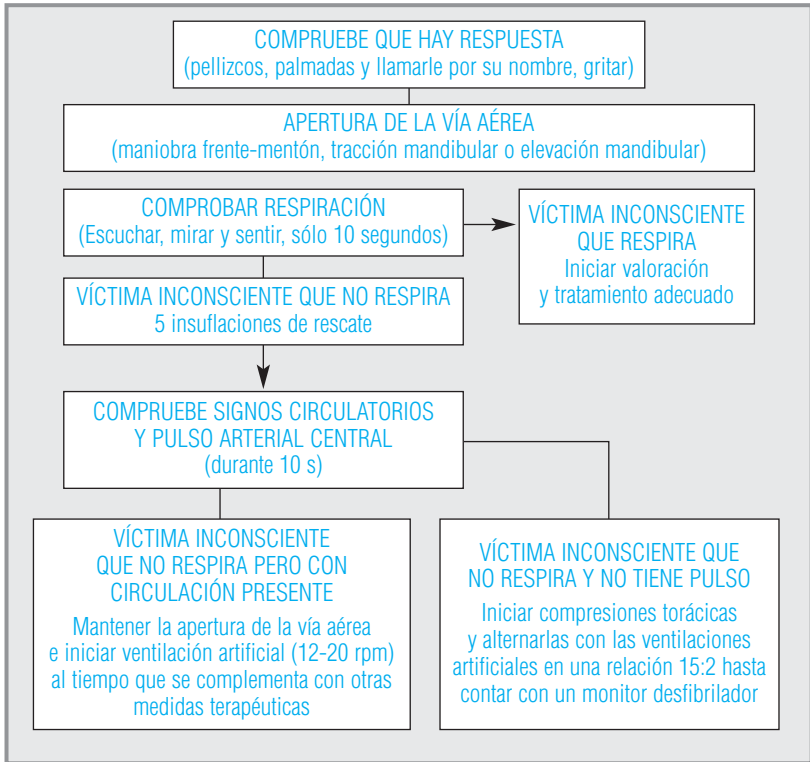 COMPRUEBE QUE HAY RESPUESTA
(pellizcos, palmadas y llamarle por su nombre, gritar)
APERTURA DE LA VÍA AÉREA
(maniobra frente-mentón, tracción mandibular o elevación mandibular)
COMPROBAR RESPIRACIÓN
(Escuchar, mirar y sentir, sólo 10 segundos)
VÍCTIMA INCONSCIENTE
QUE RESPIRA
Iniciar valoración
y tratamiento adecuado
VÍCTIMA INCONSCIENTE QUE NO RESPIRA
5 insuflaciones de rescate
COMPRUEBE SIGNOS CIRCULATORIOS
Y PULSO ARTERIAL CENTRAL
(durante 10 s)
VÍCTIMA INCONSCIENTE
QUE NO RESPIRA PERO CON
CIRCULACIÓN PRESENTE
Mantener la apertura de la vía aérea
e iniciar ventilación artificial (12-20 rpm)
al tiempo que se complementa con otras
medidas terapéuticas
VÍCTIMA INCONSCIENTE QUE
NO RESPIRA Y NO TIENE PULSO
Iniciar compresiones torácicas
y alternarlas con las ventilaciones
artificiales en una relación 15:2 hasta
contar con un monitor desfibrilador